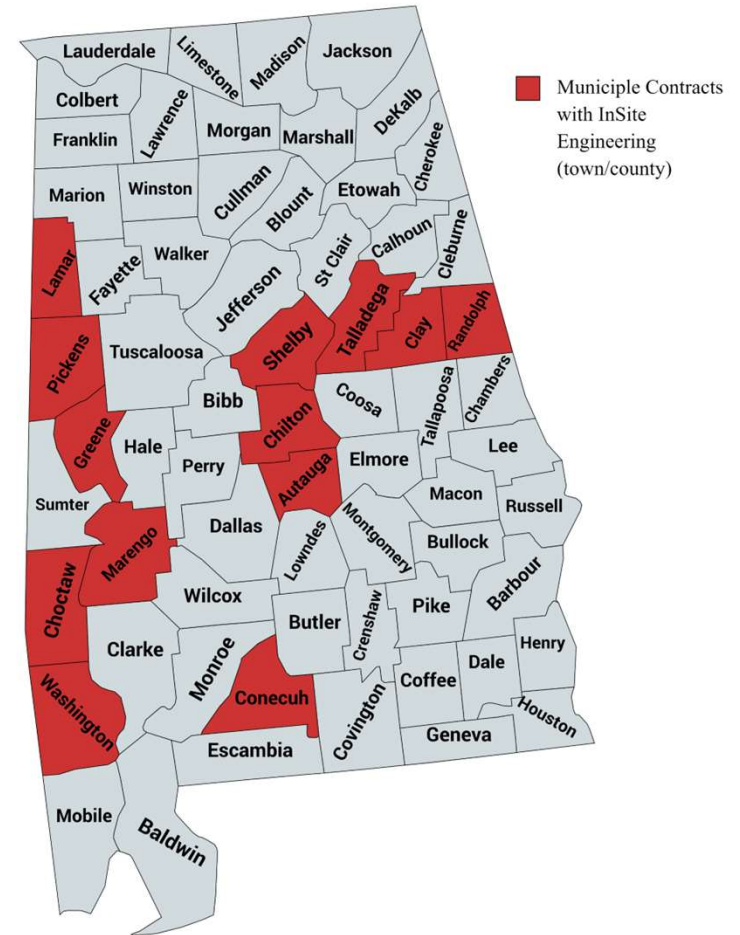 Lauderdale
Limestone
Madison
Jackson
Municiple Contracts
with InSite
Engineering
(town/county)
Colbert
Lawrence
Franklin
Morgan
Marshall
DeKalb
Cherokee
Marion
Winston
Cullman
Blount
Etowah
Lamar
Fayette
Walker
Jefferson
St Clair
Calhoun
Cleburne
Pickens
Tuscaloosa
Shelby
Talladega
Clay
Randolph
Greene
Hale
Bibb
Chilton
Coosa
Tallapoosa
Chambers
Sumter
Perry
Autauga
Elmore
Lee
Macon
Russell
Marengo
Dallas
Lowndes
Montgomery
Bullock
Choctaw
Wilcox
Butler
Crenshaw
Pike
Barbour
Clarke
Monroe
Henry
Washington
Conecuh
Covington
Coffee
Dale
Escambia
Geneva
Houston
Mobile
Baldwin